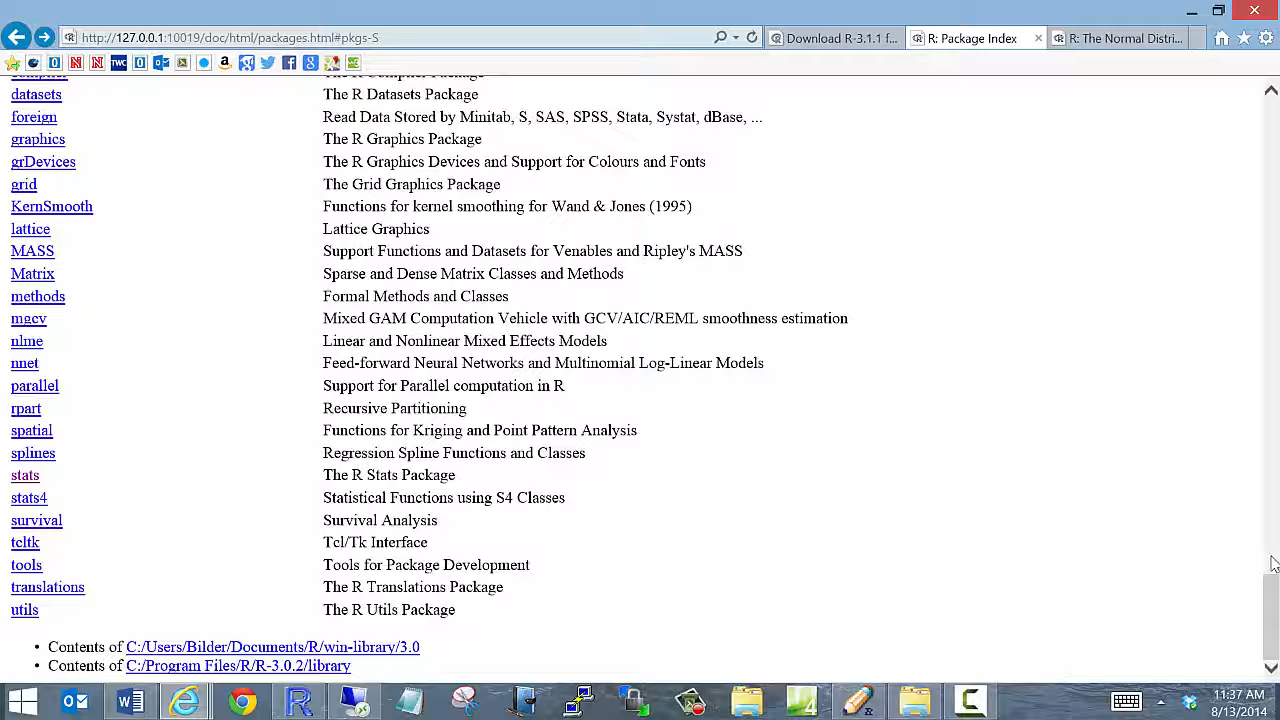 http://127.0.0.1:10019/doc/html/packages.html#pkgs-S
Download R-3.1.1 f...
R: Package Index
R: The Normal Distri...
compiler The R Compiler Package
datasets The R Datasets Package
foreign Read Data Stored by Minitab, S, SAS, SPSS, Stata, Systat, dBase, ...
graphics The R Graphics Package
grDevices The R Graphics Devices and Support for Colours and Fonts
grid The Grid Graphics Package
KernSmooth Functions for kernel smoothing for Wand & Jones (1995)
lattice Lattice Graphics
MASS Support Functions and Datasets for Venables and Ripley's MASS
Matrix Sparse and Dense Matrix Classes and Methods
methods Formal Methods and Classes
mgcv Mixed GAM Computation Vehicle with GCV/AIC/REML smoothness estimation
nlme Linear and Nonlinear Mixed Effects Models
nnet Feed-forward Neural Networks and Multinomial Log-Linear Models
parallel Support for Parallel computation in R
rpart Recursive Partitioning
spatial Functions for Kriging and Point Pattern Analysis
splines Regression Spline Functions and Classes
stats The R Stats Package
stats4 Statistical Functions using S4 Classes
survival Survival Analysis
tcltk Tcl/Tk Interface
tools Tools for Package Development
translations The R Translations Package
utils The R Utils Package
• Contents of C:/Users/Bilder/Documents/R/win-library/3.0
• Contents of C:/Program Files/R/R-3.0.2/library
11:37 AM
8/13/2014